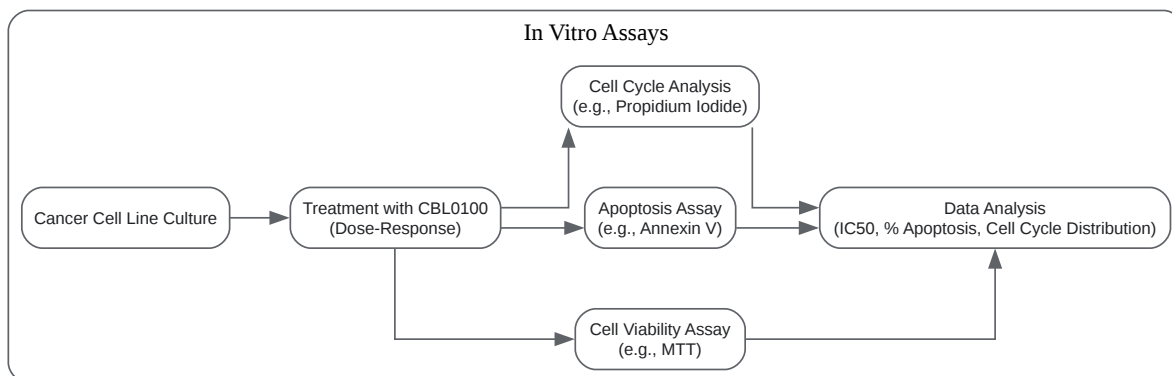 In Vitro Assays
Cell Cycle Analysis
(e.g., Propidium Iodide)
Cancer Cell Line Culture
Treatment with CBL0100
(Dose-Response)
Apoptosis Assay
(e.g., Annexin V)
Data Analysis
(IC50, % Apoptosis, Cell Cycle Distribution)
Cell Viability Assay
(e.g., MTT)